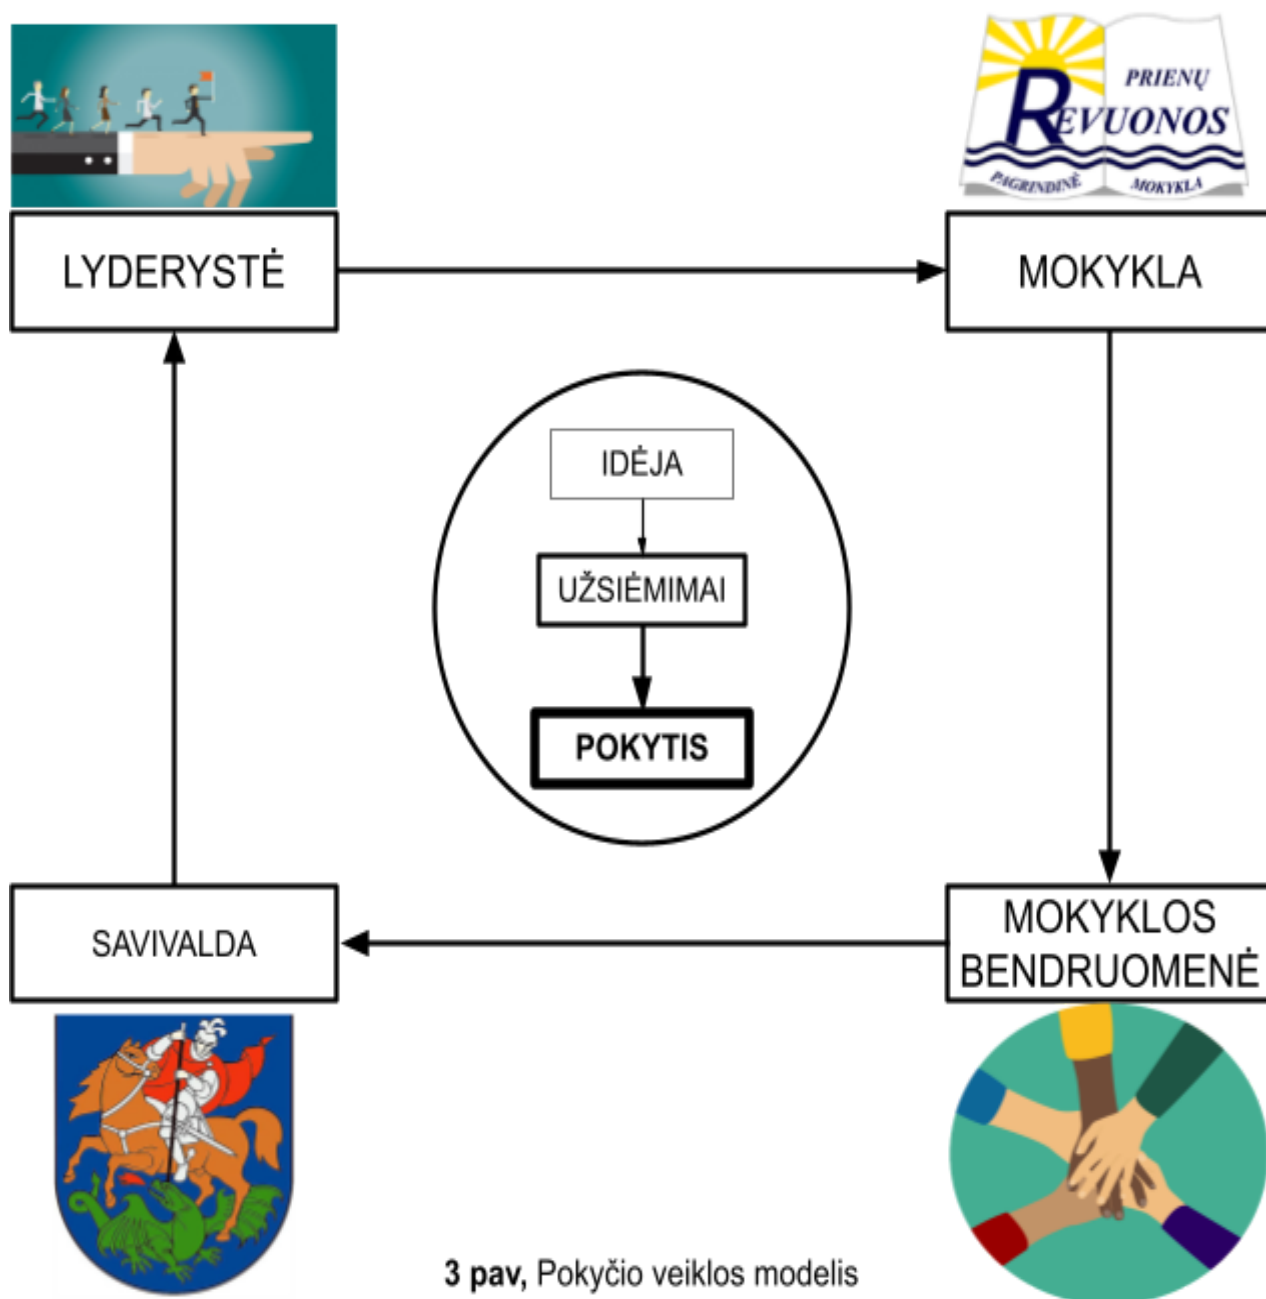 PRIENŲ
REVUONOS
PAGRINDINĖ MOKYKLA
LYDERYSTĖ
MOKYKLA
IDĖJA
UŽSIĖMIMAI
POKYTIS
SAVIVALDA
MOKYKLOS
BENDRUOMENĖ
3 pav, Pokyčio veiklos modelis